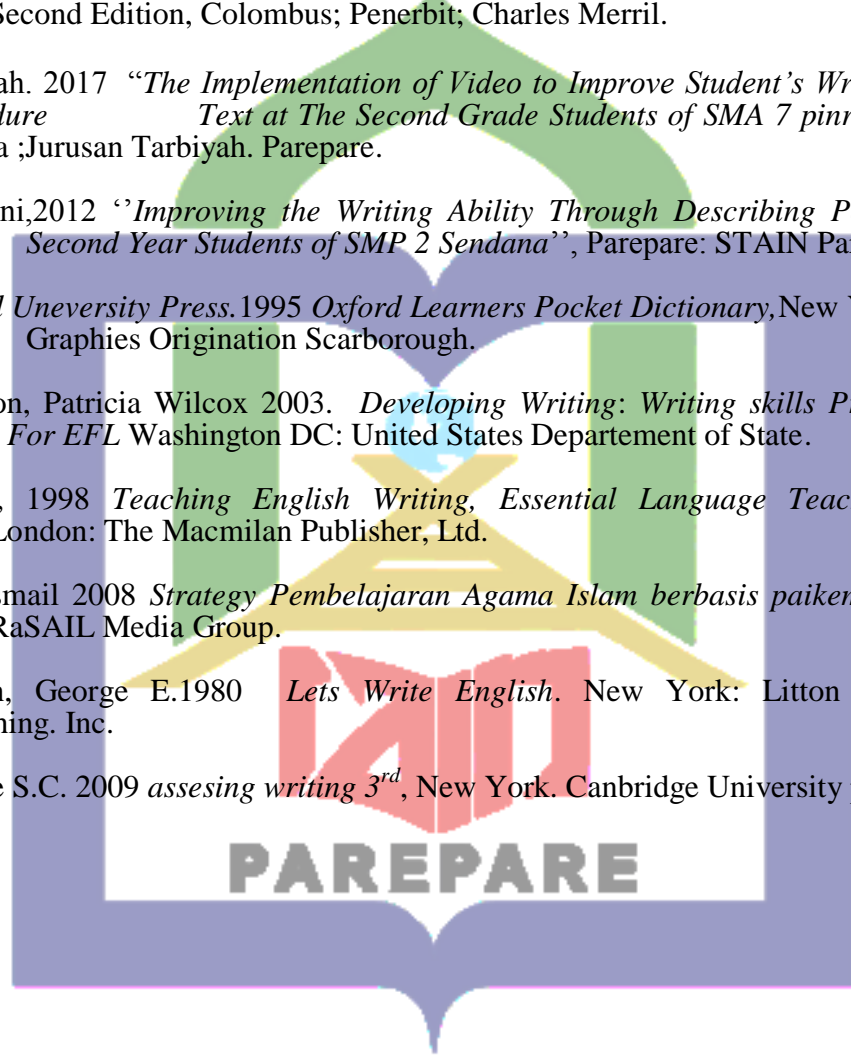 Second Edition, Colombus; Penerbit; Charles Merril.
ah. 2017 “The Implementation of Video to Improve Student’s Wr
dure Text at The Second Grade Students of SMA 7 pinr
a ;Jurusan Tarbiyah. Parepare.
ni,2012 ‘’Improving the Writing Ability Through Describing P
Second Year Students of SMP 2 Sendana’’, Parepare: STAIN Pa
d Uneversity Press.1995 Oxford Learners Pocket Dictionary,New Y
Graphies Origination Scarborough.
on, Patricia Wilcox 2003. Developing Writing: Writing skills P
For EFL Washington DC: United States Departement of State.
, 1998 Teaching English Writing, Essential Language Teac
London: The Macmilan Publisher, Ltd.
smail 2008 Strategy Pembelajaran Agama Islam berbasis paikem
RaSAIL Media Group.
n, George E.1980 Lets Write English. New York: Litton
hing. Inc.
e S.C. 2009 assesing writing 3rd, New York. Canbridge University
PAREPARE